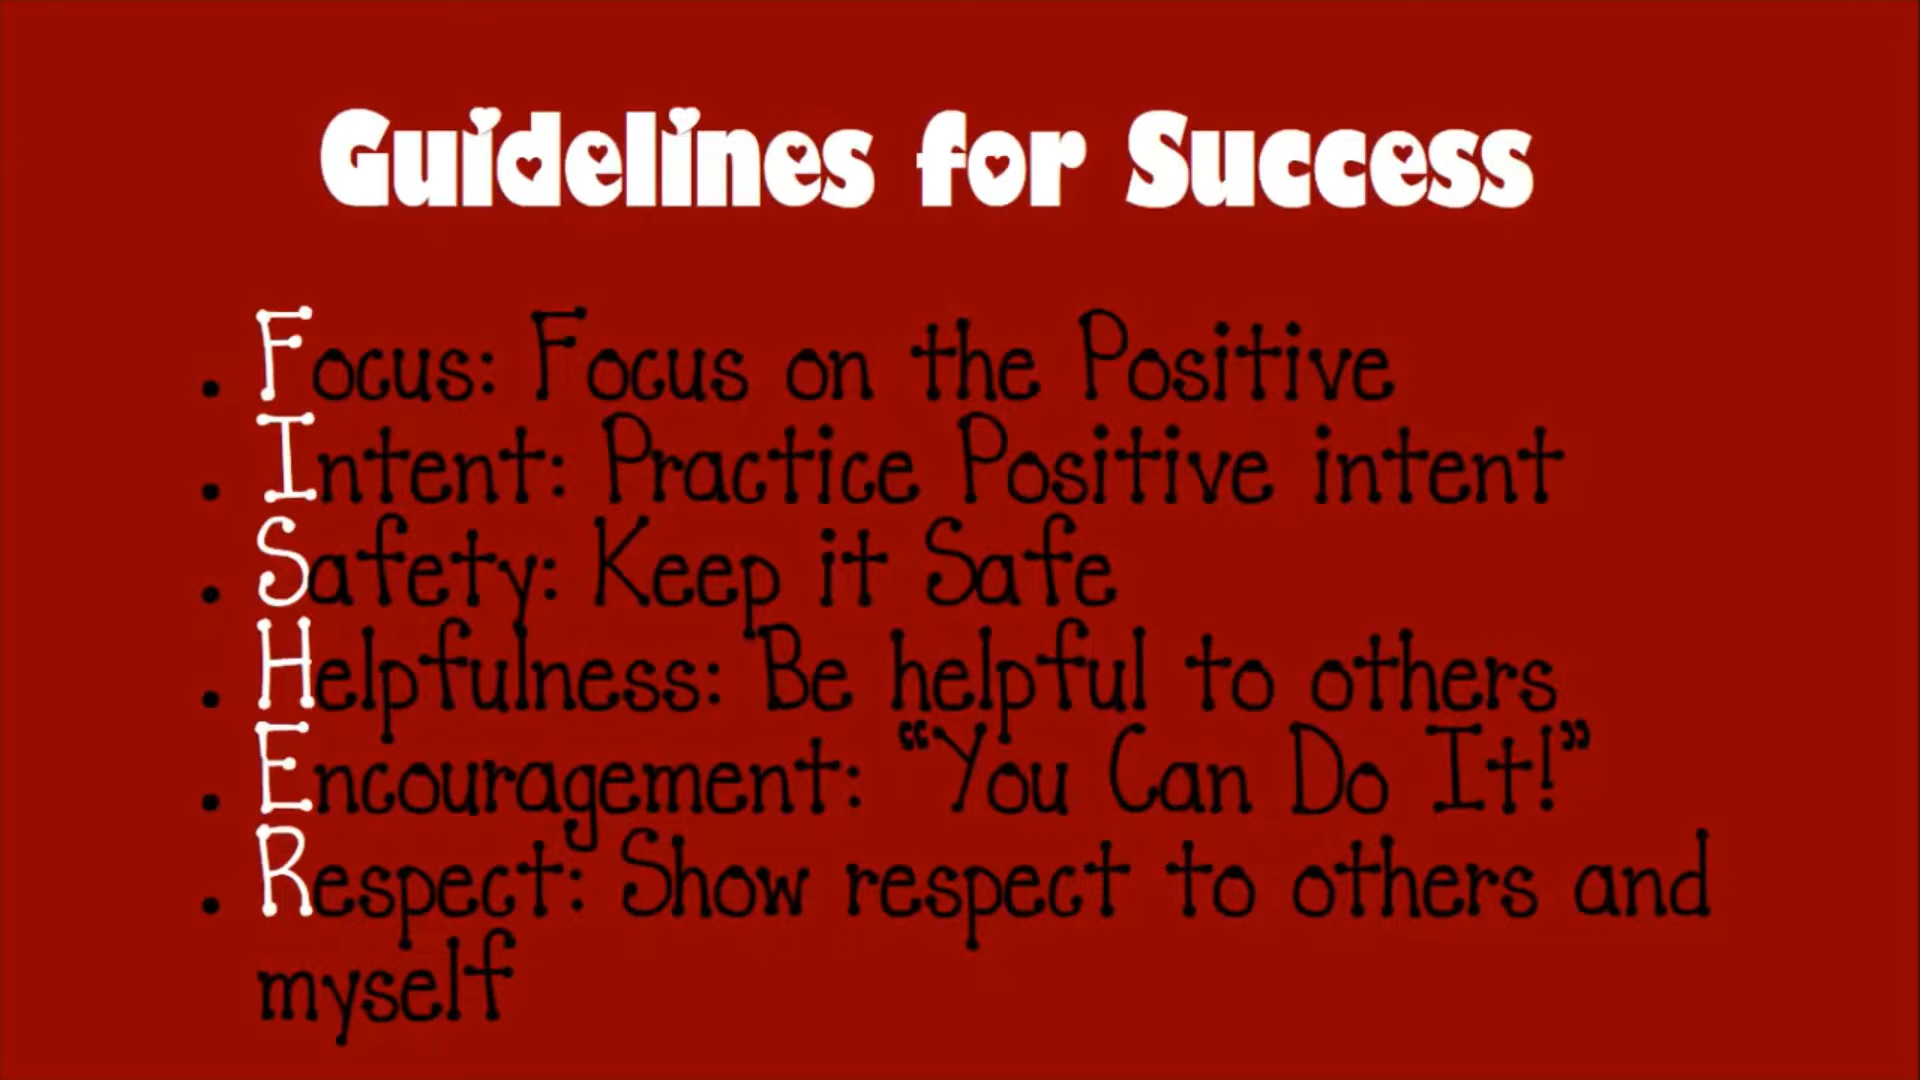 Guidelines for Success
• Focus: Focus on the Positive
• Intent: Practice Positive intent
• Safety: Keep it Safe
• Helpfulness: Be helpful to others
• Encouragement: “You Can Do It!”
• Respect: Show respect to others and
myself